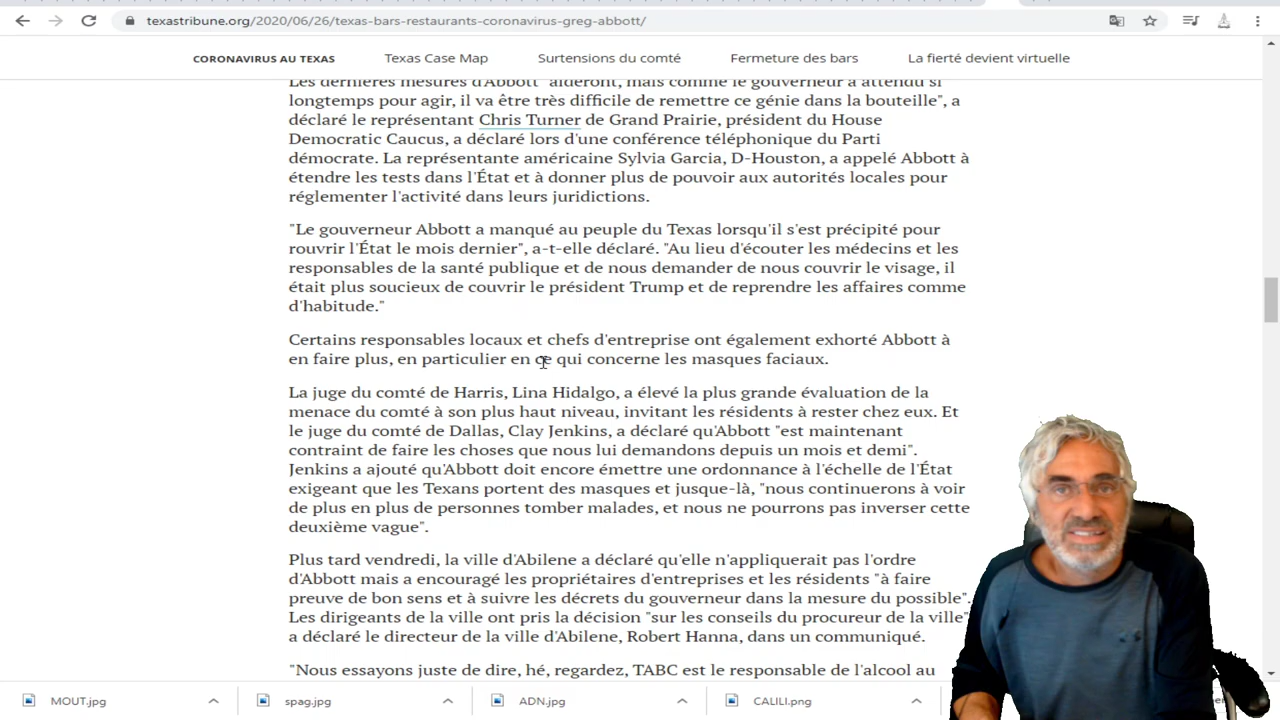 texastribune.org/2020/06/26/texas-bars-restaurants-coronavirus-greg-abbott/
CORONAVIRUS AU TEXAS Texas Case Map Surtensions du comté Fermeture des bars La fierté devient virtuelle
Les dernières mesures d'Abbott "aideront, mais comme le gouverneur a attendu si
longtemps pour agir, il va être très difficile de remettre ce génie dans la bouteille", a
déclaré le représentant Chris Turner de Grand Prairie, président du House
Democratic Caucus, a déclaré lors d'une conférence téléphonique du Parti
démocrate. La représentante américaine Sylvia Garcia, D-Houston, a appelé Abbott à
étendre les tests dans l'État et à donner plus de pouvoir aux autorités locales pour
réglementer l'activité dans leurs juridictions.
"Le gouverneur Abbott a manqué au peuple du Texas lorsqu'il s'est précipité pour
rouvrir l'État le mois dernier", a-t-elle déclaré. "Au lieu d'écouter les médecins et les
responsables de la santé publique et de nous demander de nous couvrir le visage, il
était plus soucieux de couvrir le président Trump et de reprendre les affaires comme
d'habitude."
Certains responsables locaux et chefs d'entreprise ont également exhorté Abbott à
en faire plus, en particulier en ce qui concerne les masques faciaux.
La juge du comté de Harris, Lina Hidalgo, a élevé la plus grande évaluation de la
menace du comté à son plus haut niveau, invitant les résidents à rester chez eux. Et
le juge du comté de Dallas, Clay Jenkins, a déclaré qu'Abbott "est maintenant
contraint de faire les choses que nous lui demandons depuis un mois et demi".
Jenkins a ajouté qu'Abbott doit encore émettre une ordonnance à l'échelle de l'État
exigeant que les Texans portent des masques et jusque-là, "nous continuerons à voir
de plus en plus de personnes tomber malades, et nous ne pourrons pas inverser cette
deuxième vague".
Plus tard vendredi, la ville d'Abilene a déclaré qu'elle n'appliquerait pas l'ordre
d'Abbott mais a encouragé les propriétaires d'entreprises et les résidents "à faire
preuve de bon sens et à suivre les décrets du gouverneur dans la mesure du possible".
Les dirigeants de la ville ont pris la décision "sur les conseils du procureur de la ville"
a déclaré le directeur de la ville d'Abilene, Robert Hanna, dans un communiqué.
"Nous essayons juste de dire, hé, regardez, TABC est le responsable de l'alcool au
MOUT.jpg spag.jpg ADN.jpg CALILI.png